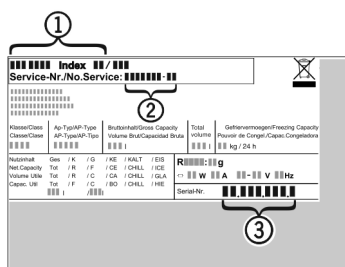 1
Index /
Service-Nr./No.Service: -
2
Klasse/Class
Classe/Clase
Ap-Typ/AP-Type
AP-Type/AP-Tipo
Bruttoinhalt/Gross Capacity
Volume Brut/Capacidad Bruta
l
Total
volume
l
Gefriervermoegen/Freezing Capacity
Pouvoir de Congel./Capac.Congeladora
kg / 24 h
Nutzinhalt Ges / K / G / KE / KALT / EIS
Net.Capacity Tot / R / F / CE / CHILL / ICE
Volume Utile Tot / R / C / CA / CHILL / GLA
Capac. Util Tot / F / C / BO / CHILL / HIE
l / l
R : g
W A - V Hz
Serial-Nr. . . .
3